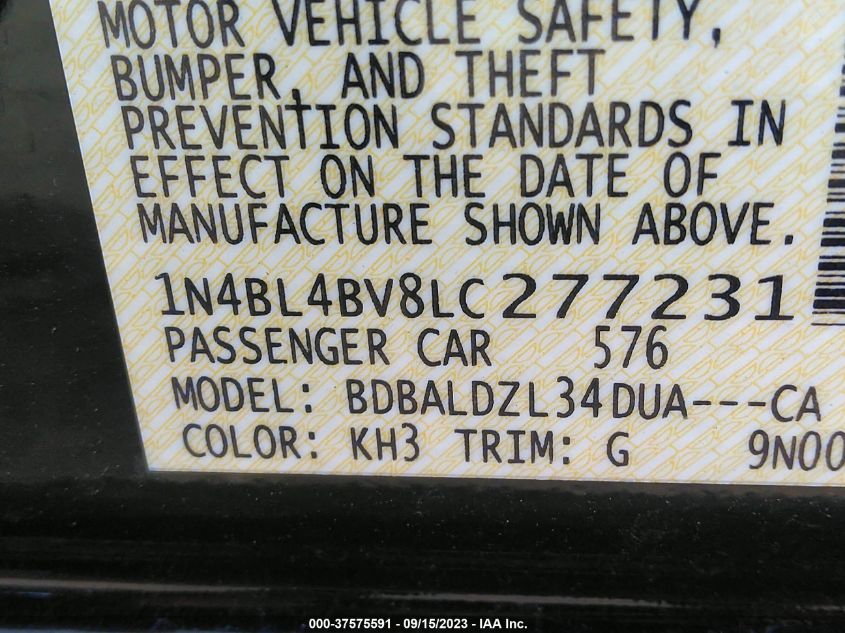 MOTOR VEHICLE SAFETY,
BUMPER, AND THEFT
PREVENTION STANDARDS IN
EFFECT ON THE DATE OF
MANUFACTURE SHOWN ABOVE.
1N4BL4BV8LC277231
PASSENGER CAR 576
MODEL: BDBALDZL34DUA---CA
COLOR: KH3 TRIM: G 9N00
000-37575591 - 09/15/2023 - IAA Inc.